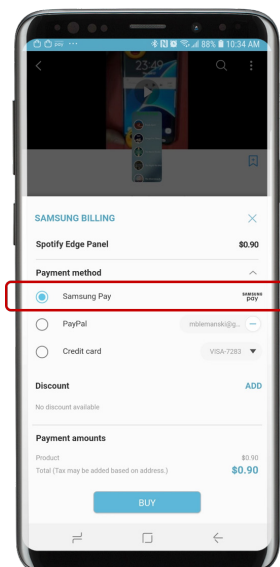 88% 10:34 AM
23:49
SAMSUNG BILLING
Spotify Edge Panel $0.90
Payment method
Samsung Pay SAMSUNG pay
PayPal mblemanski@g...
Credit card VISA-7283
Discount ADD
No discount available
Payment amounts
Product $0.90
Total (Tax may be added based on address.) $0.90
BUY